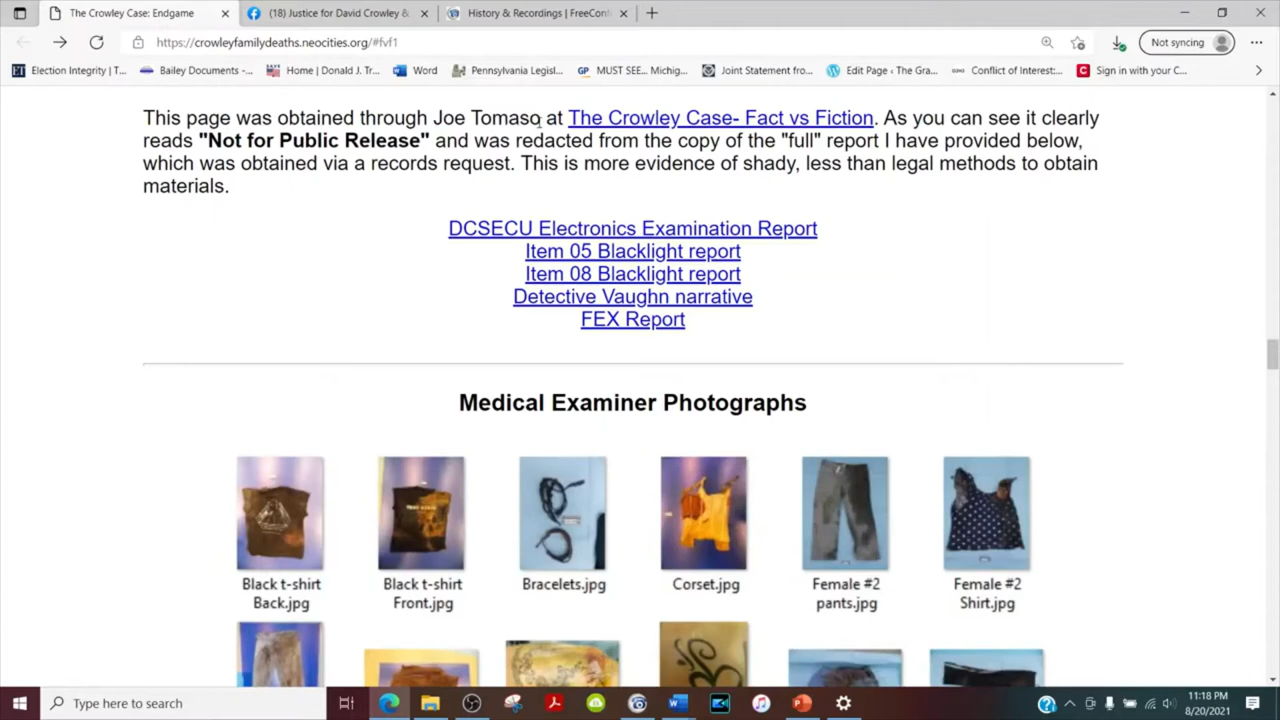 The Crowley Case: Endgame
(18) Justice for David Crowley &
History & Recordings | FreeConf
https://crowleyfamilydeaths.neocities.org/#fvf1
Not syncing
Election Integrity | T...
Bailey Documents -...
Home | Donald J. Tr...
Word
Pennsylvania Legisl...
GP MUST SEE... Michig...
Joint Statement fro...
Edit Page ‹ The Gra...
Conflict of Interest:...
Sign in with your C...
This page was obtained through Joe Tomaso at The Crowley Case- Fact vs Fiction. As you can see it clearly
reads "Not for Public Release" and was redacted from the copy of the "full" report I have provided below,
which was obtained via a records request. This is more evidence of shady, less than legal methods to obtain
materials.
DCSECU Electronics Examination Report
Item 05 Blacklight report
Item 08 Blacklight report
Detective Vaughn narrative
FEX Report
Medical Examiner Photographs
Black t-shirt
Back.jpg
Black t-shirt
Front.jpg
Bracelets.jpg
Corset.jpg
Female #2
pants.jpg
Female #2
Shirt.jpg
Type here to search
11:18 PM
8/20/2021